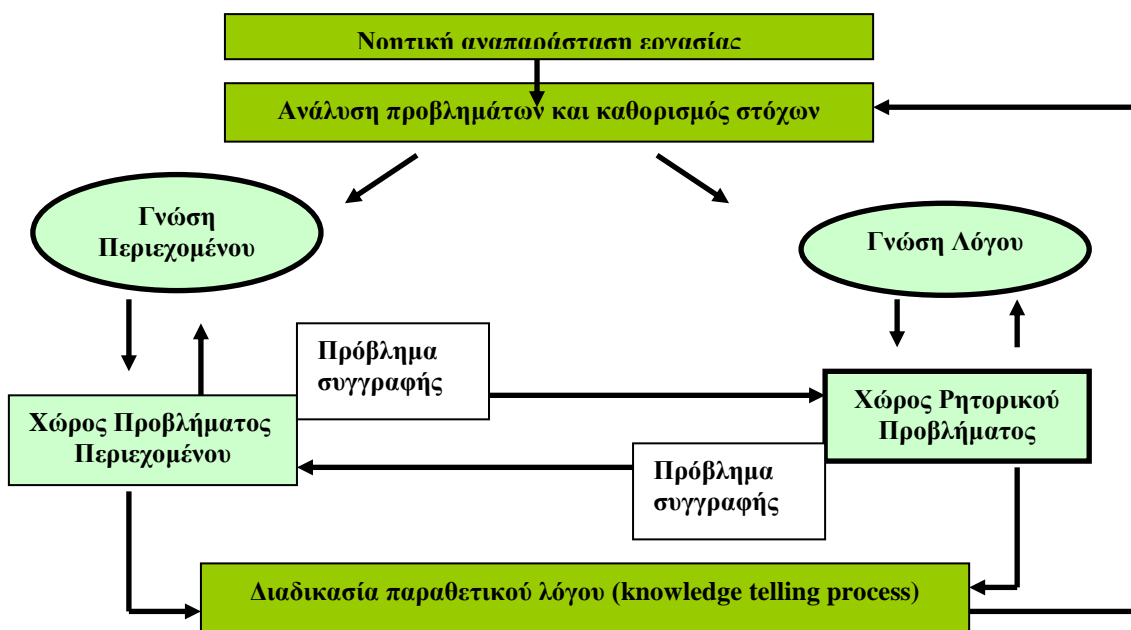 Νοητική αναπαράσταση εργασίας
Ανάλυση προβλημάτων και καθορισμός στόχων
Γνώση
Περιεχομένου
Γνώση Λόγου
Πρόβλημα
συγγραφής
Χώρος Προβλήματος
Περιεχομένου
Χώρος Ρητορικού
Προβλήματος
Πρόβλημα
συγγραφής
Διαδικασία παραθετικού λόγου (knowledge telling process)